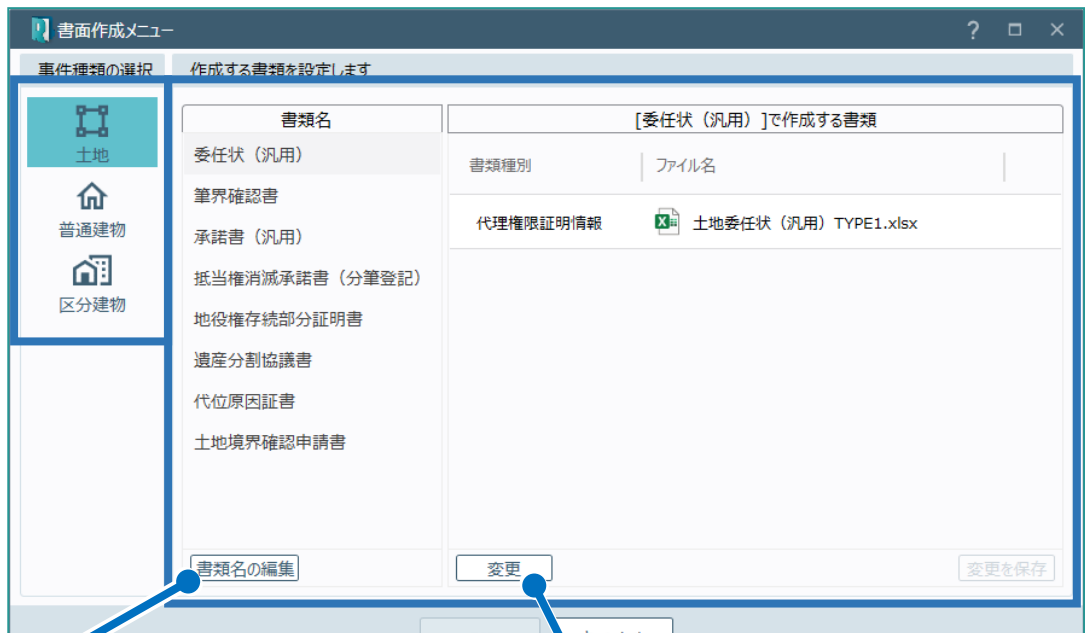 書面作成メニュー
事件種類の選択
作成する書類を設定します
土地
普通建物
区分建物
書類名
委任状（汎用）
筆界確認書
承諾書（汎用）
抵当権消滅承諾書（分筆登記）
地役権存続部分証明書
遺産分割協議書
代位原因証書
土地境界確認申請書
書類名の編集
[委任状（汎用）]で作成する書類
書類種別 ファイル名
代理権限証明情報 土地委任状（汎用）TYPE1.xlsx
変更
変更を保存